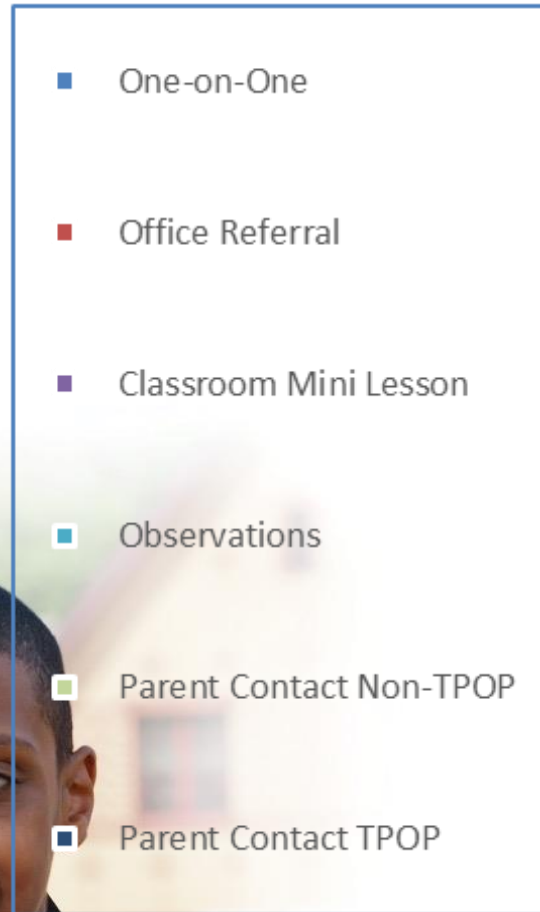 One-on-One
Office Referral
Classroom Mini Lesson
Observations
Parent Contact Non-TPOP
Parent Contact TPOP